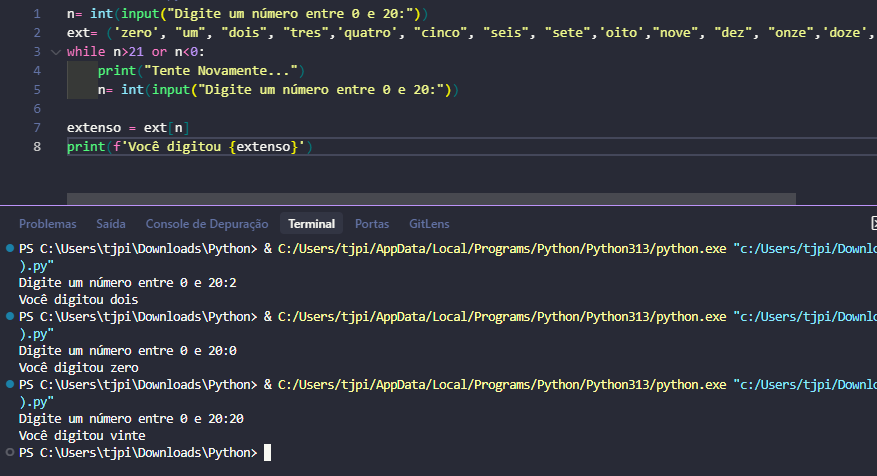 1 n= int(input("Digite um número entre 0 e 20:"))
2 ext= ('zero', "um", "dois", "tres",'quatro', "cinco", "seis", "sete",'oito',"nove", "dez", "onze",'doze',
3 while n>21 or n<0:
4 print("Tente Novamente...")
5 n= int(input("Digite um número entre 0 e 20:"))
6
7 extenso = ext[n]
8 print(f'Você digitou {extenso}')
Problemas Saída Console de Depuração Terminal Portas GitLens
PS C:\Users\tjpi\Downloads\Python> & C:/Users/tjpi/AppData/Local/Programs/Python/Python313/python.exe "c:/Users/tjpi/Downlo
).py"
Digite um número entre 0 e 20:2
Você digitou dois
PS C:\Users\tjpi\Downloads\Python> & C:/Users/tjpi/AppData/Local/Programs/Python/Python313/python.exe "c:/Users/tjpi/Downlo
).py"
Digite um número entre 0 e 20:0
Você digitou zero
PS C:\Users\tjpi\Downloads\Python> & C:/Users/tjpi/AppData/Local/Programs/Python/Python313/python.exe "c:/Users/tjpi/Downlo
).py"
Digite um número entre 0 e 20:20
Você digitou vinte
PS C:\Users\tjpi\Downloads\Python>